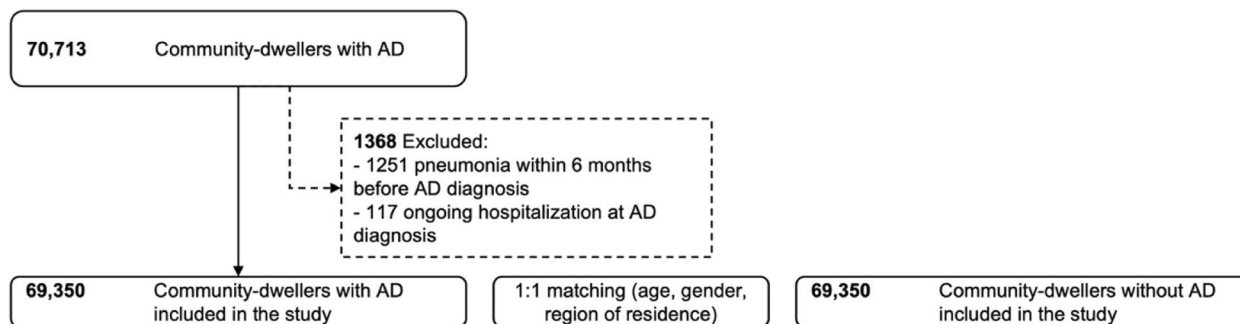 70,713 Community-dwellers with AD
1368 Excluded:
- 1251 pneumonia within 6 months
before AD diagnosis
- 117 ongoing hospitalization at AD
diagnosis
69,350 Community-dwellers with AD
included in the study
1:1 matching (age, gender,
region of residence)
69,350 Community-dwellers without AD
included in the study